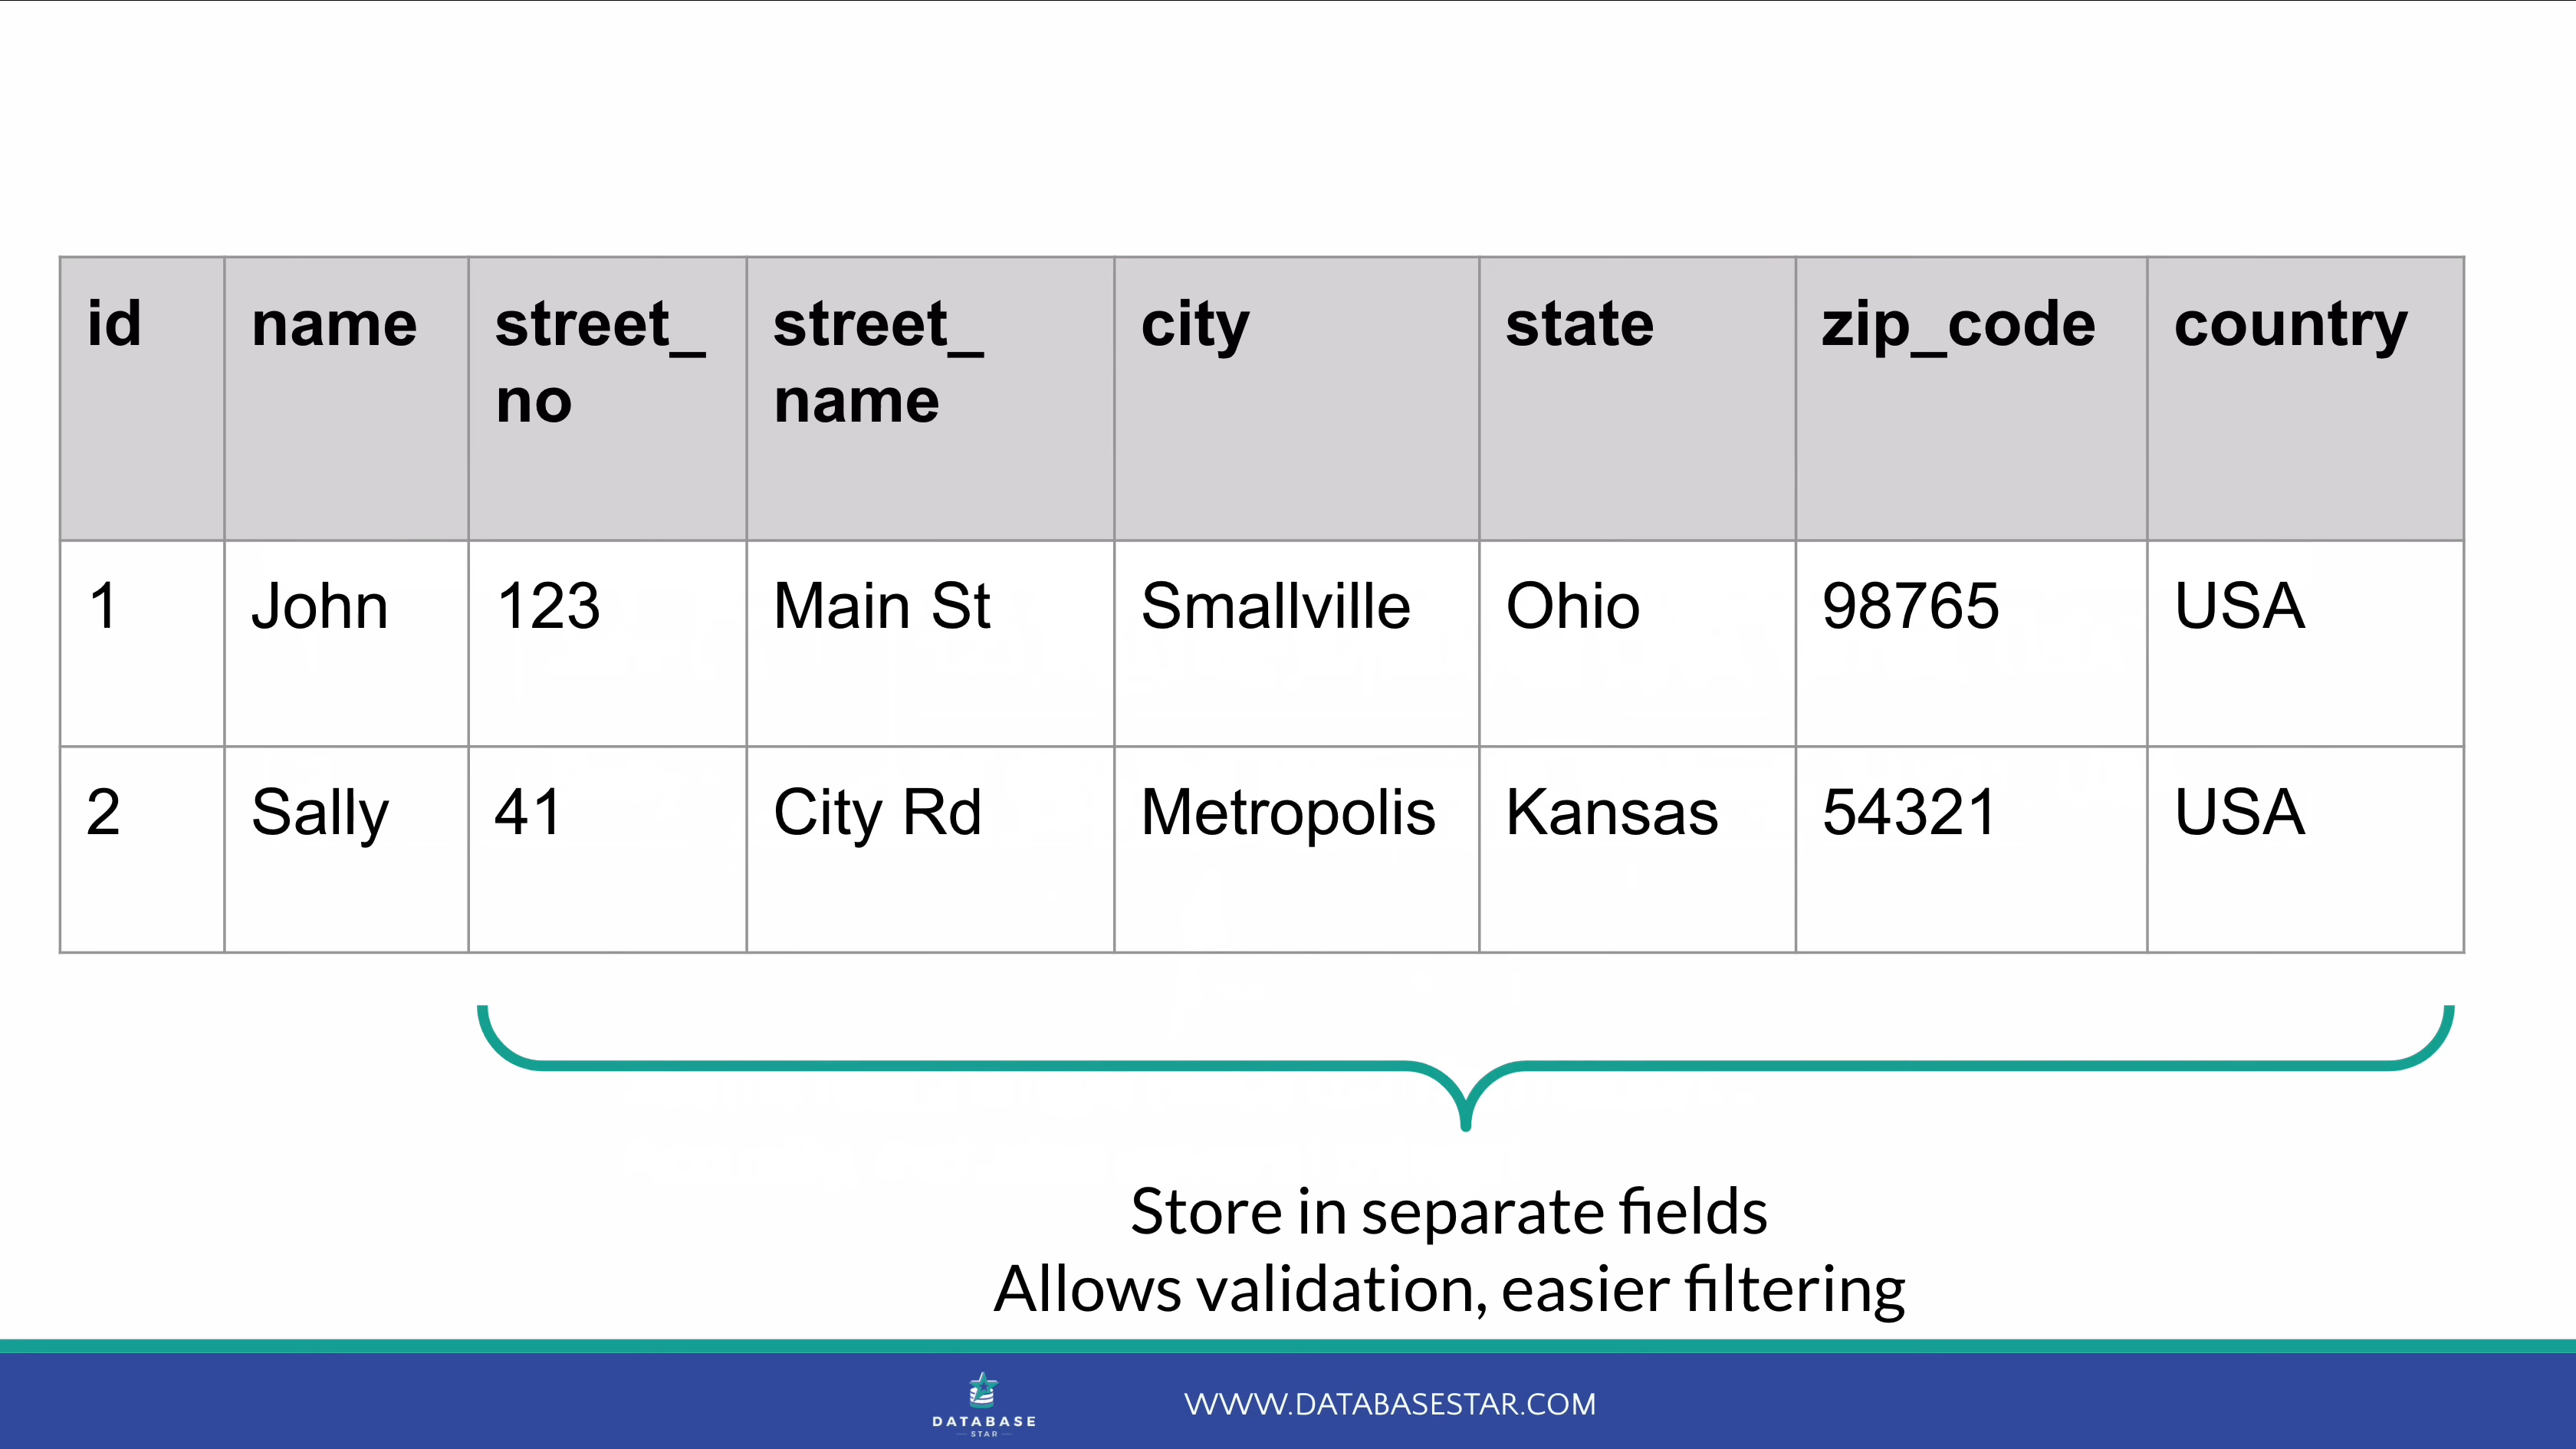 id name street_ street_ city state zip_code country
no name
1 John 123 Main St Smallville Ohio 98765 USA
2 Sally 41 City Rd Metropolis Kansas 54321 USA
Store in separate fields
Allows validation, easier filtering
DATABASE
STAR
WWW.DATABASESTAR.COM